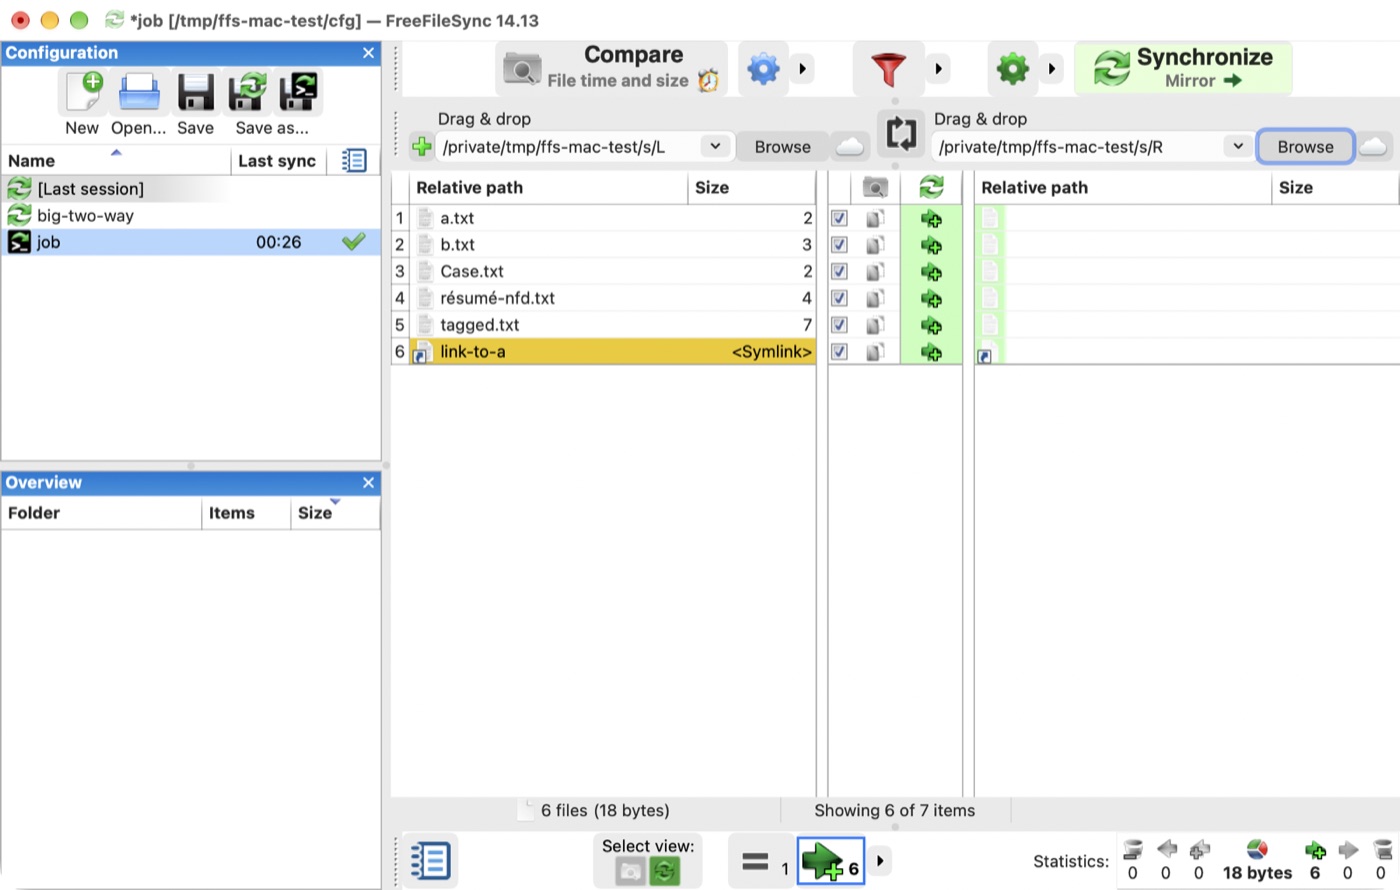 *job [/tmp/ffs-mac-test/cfg] — FreeFileSync 14.13
Configuration
New Open... Save Save as...
Name Last sync
[Last session]
big-two-way
job 00:26
Overview
Folder Items Size
Compare
File time and size
Synchronize
Mirror
Drag & drop
/private/tmp/ffs-mac-test/s/L Browse
Drag & drop
/private/tmp/ffs-mac-test/s/R Browse
Relative path Size Relative path Size
1 a.txt 2
2 b.txt 3
3 Case.txt 2
4 résumé-nfd.txt 4
5 tagged.txt 7
6 link-to-a <Symlink>
6 files (18 bytes) Showing 6 of 7 items
Select view:
1 6
Statistics: 0 0 0 18 bytes 6 0 0